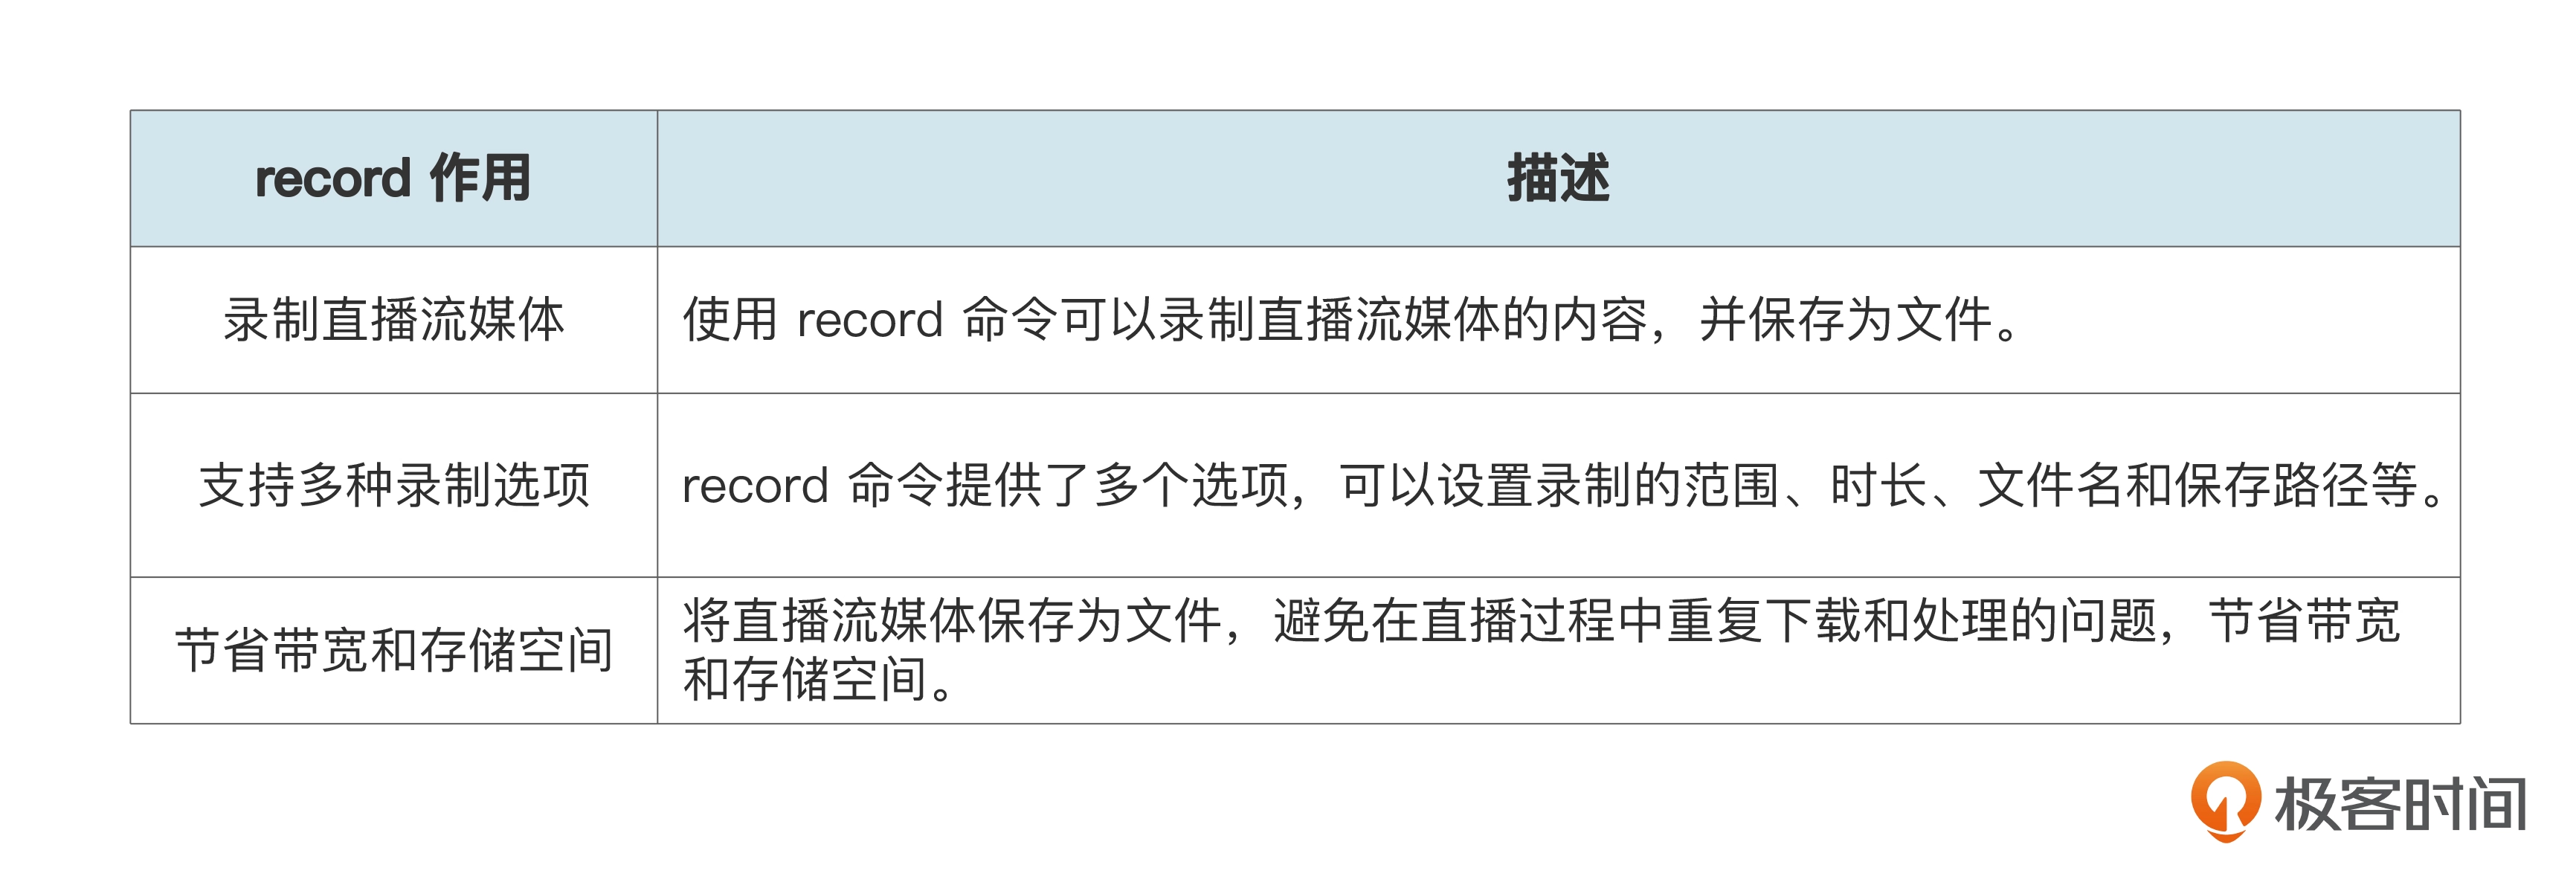 record 作用
描述
录制直播流媒体
使用 record 命令可以录制直播流媒体的内容，并保存为文件。
支持多种录制选项
record 命令提供了多个选项，可以设置录制的范围、时长、文件名和保存路径等。
节省带宽和存储空间
将直播流媒体保存为文件，避免在直播过程中重复下载和处理的问题，节省带宽
和存储空间。
极客时间